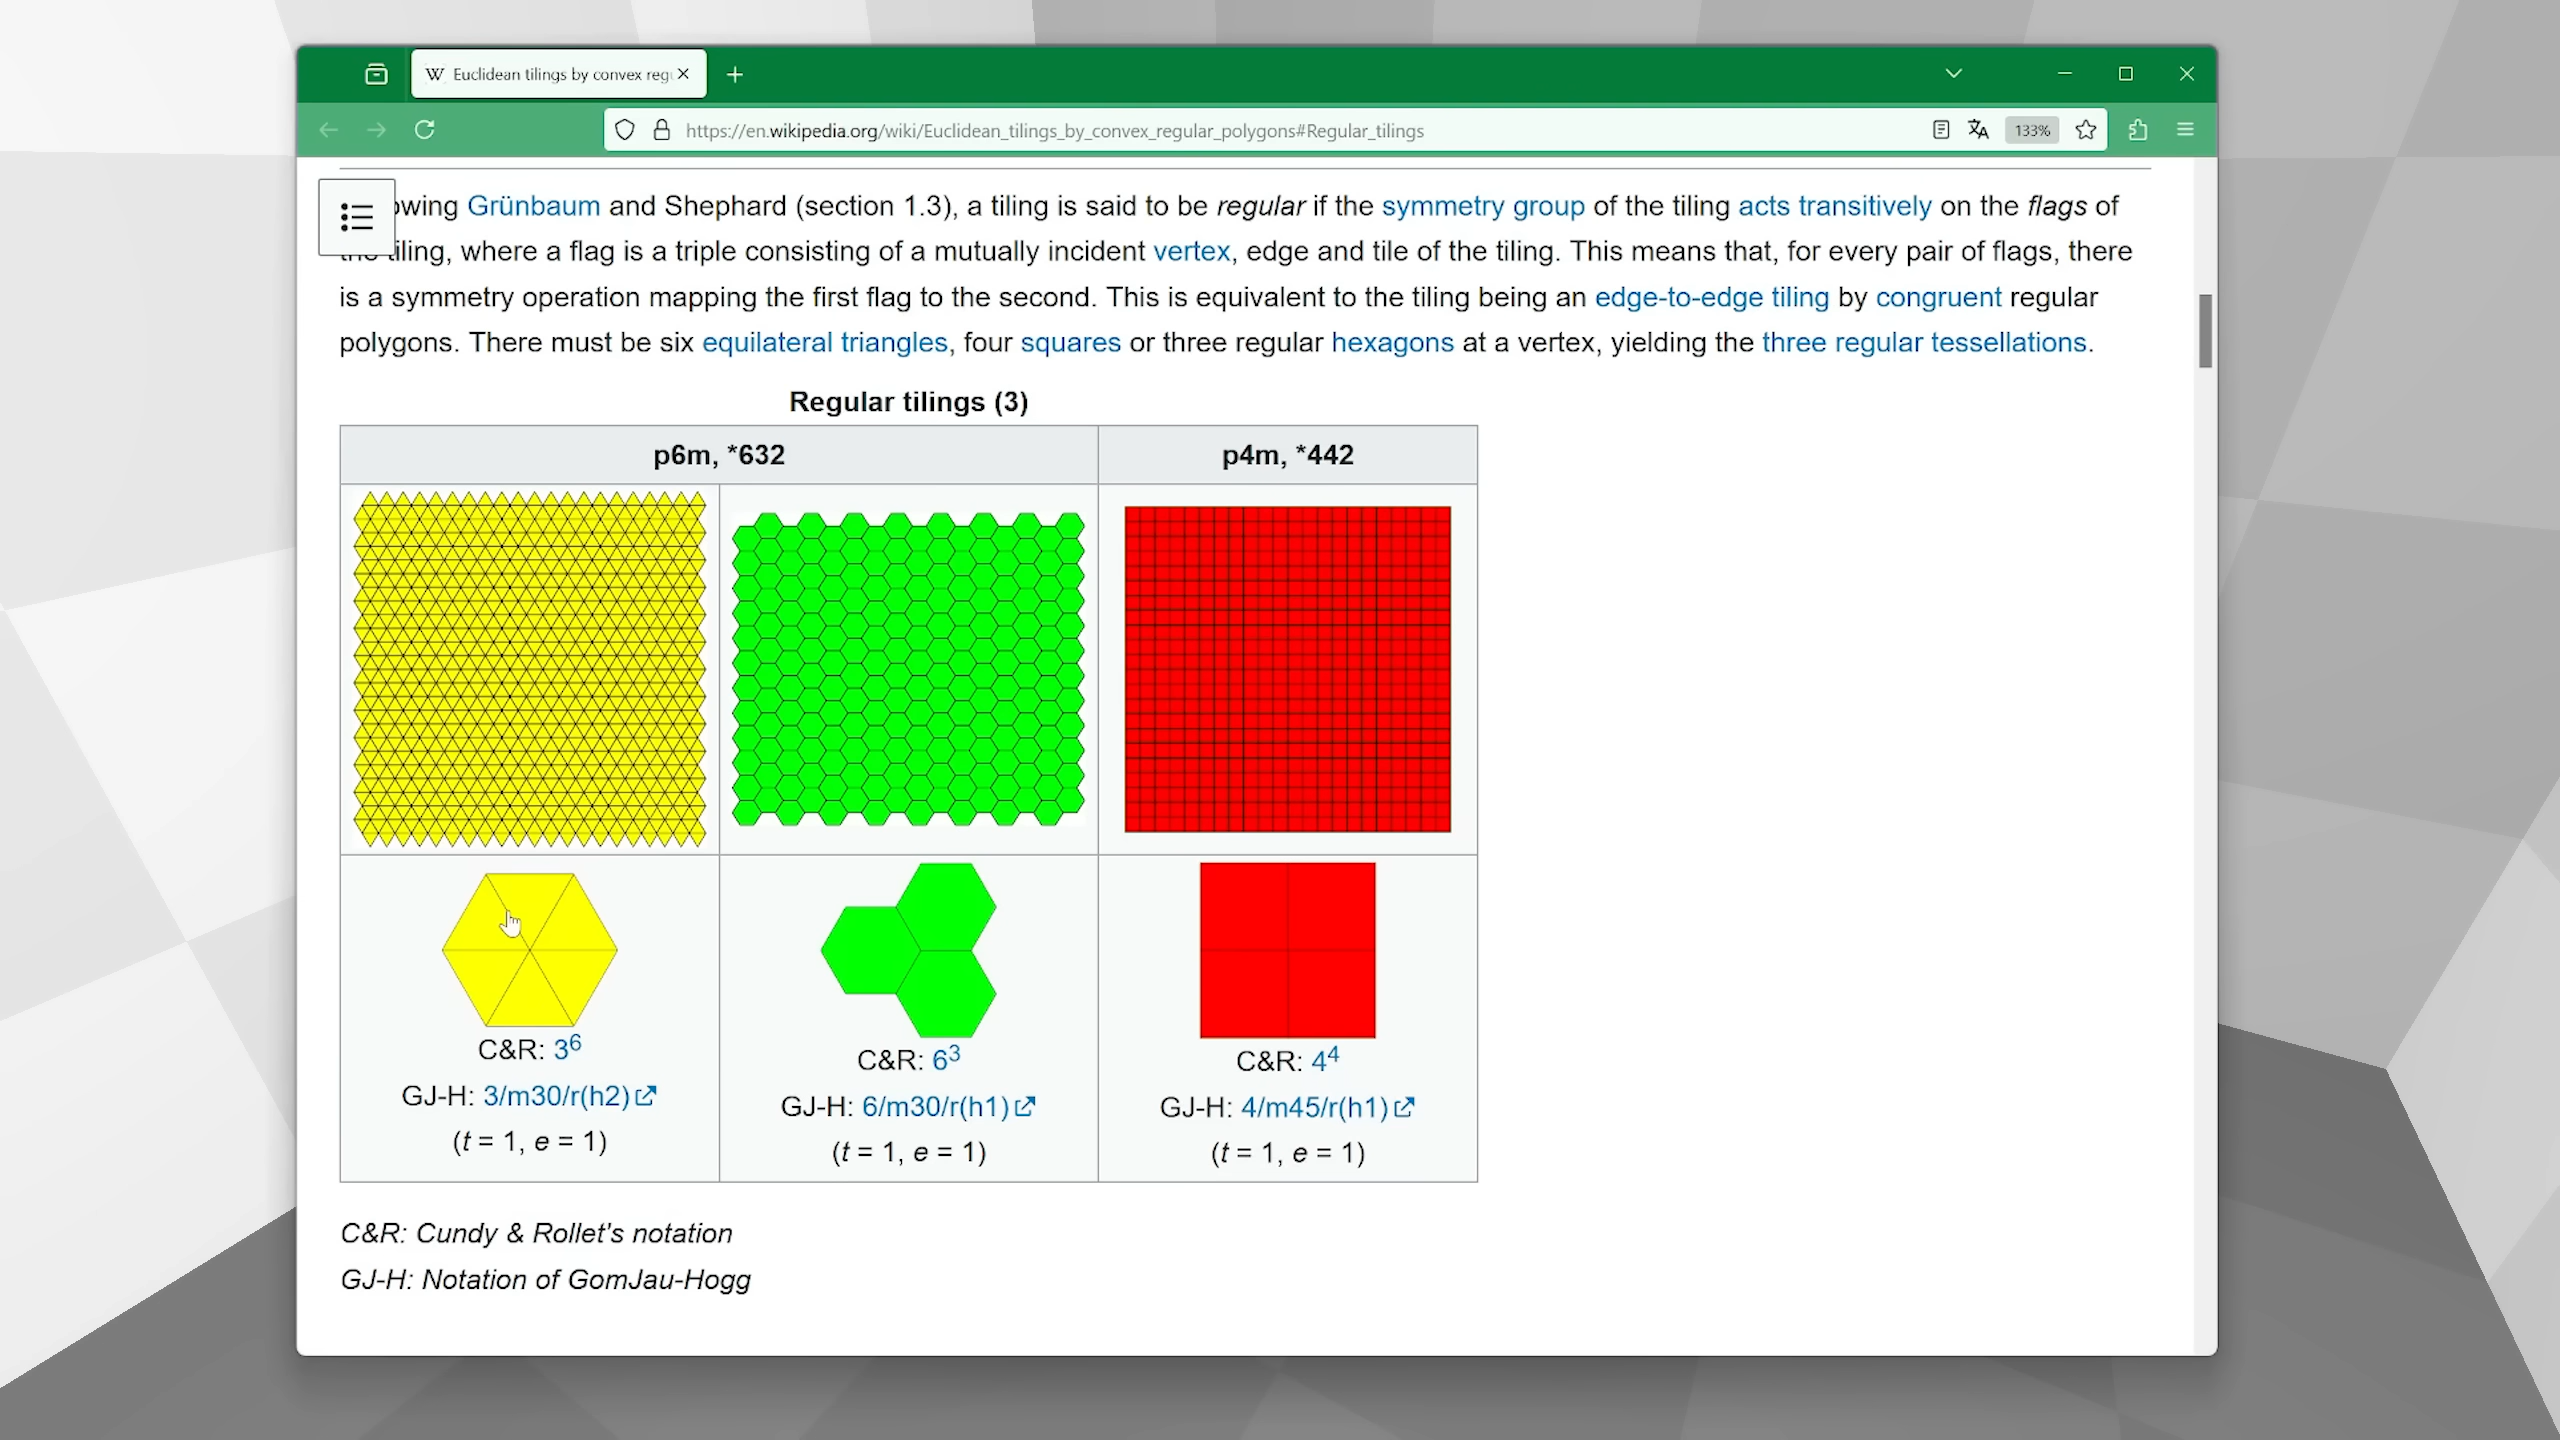 W Euclidean tilings by convex reg
https://en.wikipedia.org/wiki/Euclidean_tilings_by_convex_regular_polygons#Regular_tilings
133%
owing Grünbaum and Shephard (section 1.3), a tiling is said to be regular if the symmetry group of the tiling acts transitively on the flags of
the tiling, where a flag is a triple consisting of a mutually incident vertex, edge and tile of the tiling. This means that, for every pair of flags, there
is a symmetry operation mapping the first flag to the second. This is equivalent to the tiling being an edge-to-edge tiling by congruent regular
polygons. There must be six equilateral triangles, four squares or three regular hexagons at a vertex, yielding the three regular tessellations.
Regular tilings (3)
p6m, *632
p4m, *442
C&R: 3⁶
GJ-H: 3/m30/r(h2)
(t = 1, e = 1)
C&R: 6³
GJ-H: 6/m30/r(h1)
(t = 1, e = 1)
C&R: 4⁴
GJ-H: 4/m45/r(h1)
(t = 1, e = 1)
C&R: Cundy & Rollet's notation
GJ-H: Notation of GomJau-Hogg